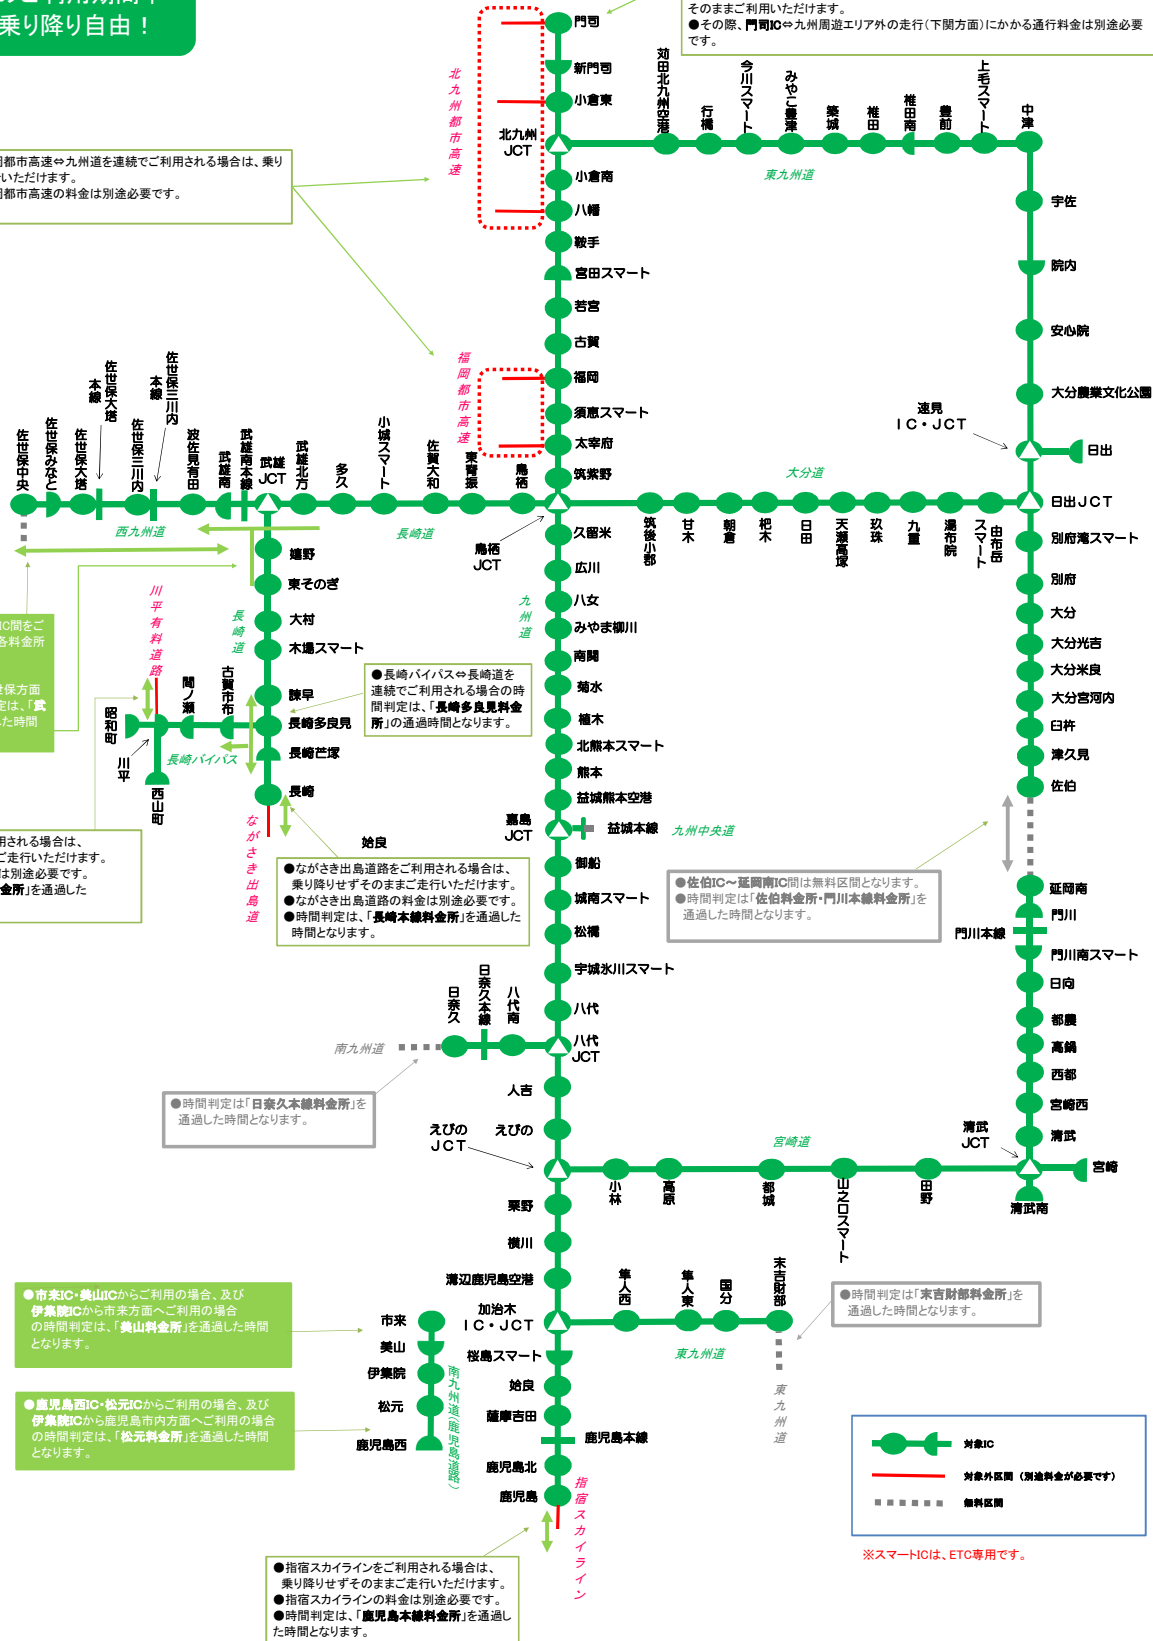 乗り降り自由！
そのままご利用いただけます。
●その際、門司IC⇔九州周遊エリア外の走行（下関方面）にかかる通行料金は別途必要
です。
岡都市高速⇔九州道を連続でご利用される場合は、乗り
いただけます。
岡都市高速の料金は別途必要です。
北九州都市高速
門司
新門司
小倉東
北九州
JCT
小倉南
八幡
鞍手
宮田スマート
若宮
古賀
福岡都市高速
福岡
須恵スマート
太宰府
筑紫野
苅田北九州空港
行橋
今川スマート
みやこ豊津
築城
椎田
椎田南
豊前
上毛スマート
中津
東九州道
宇佐
院内
安心院
大分農業文化公園
速見
IC・JCT
日出
大分道
日出JCT
佐世保中央
佐世保みなと
佐世保大塔
佐世保大塔
本線
佐世保三川内
佐世保三川内
本線
波佐見有田
武雄南
武雄南本線
武雄
JCT
武雄北方
多久
小城スマート
佐賀大和
東脊振
鳥栖
西九州道
長崎道
鳥栖
JCT
筑後小郡
甘木
朝倉
杷木
日田
天瀬高塚
玖珠
九重
湯布院
由布岳
スマート
別府湾スマート
別府
大分
大分光吉
大分米良
大分宮河内
臼杵
津久見
佐伯
久留米
広川
八女
みやま柳川
南関
菊水
植木
北熊本スマート
熊本
益城熊本空港
九州道
嬉野
東そのぎ
大村
木場スマート
諫早
長崎多良見
長崎芒塚
長崎
長崎道
川平有料道路
IC間をご
各料金所
世保方面
定は、「武
た時間
昭和町
間ノ瀬
古賀市布
川平
西山町
長崎バイパス
●長崎バイパス⇔長崎道を
連続でご利用される場合の時
間判定は、「長崎多良見料金
所」の通過時間となります。
ながさき出島道
用される場合は、
ご走行いただけます。
は別途必要です。
金所」を通過した
始良
●ながさき出島道路をご利用される場合は、
乗り降りせずそのままご走行いただけます。
●ながさき出島道路の料金は別途必要です。
●時間判定は、「長崎本線料金所」を通過した
時間となります。
嘉島
JCT
益城本線
九州中央道
御船
城南スマート
松橋
宇城氷川スマート
八代
八代
JCT
●佐伯IC～延岡南IC間は無料区間となります。
●時間判定は「佐伯料金所・門川本線料金所」を
通過した時間となります。
延岡南
門川
門川本線
門川南スマート
日向
都農
高鍋
西都
宮崎西
清武
清武
JCT
宮崎
清武南
日奈久
日奈久本線
八代南
南九州道
●時間判定は「日奈久本線料金所」を
通過した時間となります。
人吉
えびの
えびの
JCT
宮崎道
小林
高原
都城
山之口スマート
田野
栗野
横川
溝辺鹿児島空港
加治木
IC・JCT
隼人西
隼人東
国分
末吉財部
東九州道
東九州道
●時間判定は「末吉財部料金所」を
通過した時間となります。
●市来IC・美山ICからご利用の場合、及び
伊集院ICから市来方面へご利用の場合
の時間判定は、「美山料金所」を通過した時間
となります。
●鹿児島西IC・松元ICからご利用の場合、及び
伊集院ICから鹿児島市内方面へご利用の場合
の時間判定は、「松元料金所」を通過した時間
となります。
市来
美山
伊集院
松元
鹿児島西
南九州道（鹿児島道路）
桜島スマート
姶良
薩摩吉田
鹿児島本線
鹿児島北
鹿児島
指宿スカイライン
●指宿スカイラインをご利用される場合は、
乗り降りせずそのままご走行いただけます。
●指宿スカイラインの料金は別途必要です。
●時間判定は、「鹿児島本線料金所」を通過し
た時間となります。
対象IC
対象外区間（別途料金が必要です）
無料区間
※スマートICは、ETC専用です。